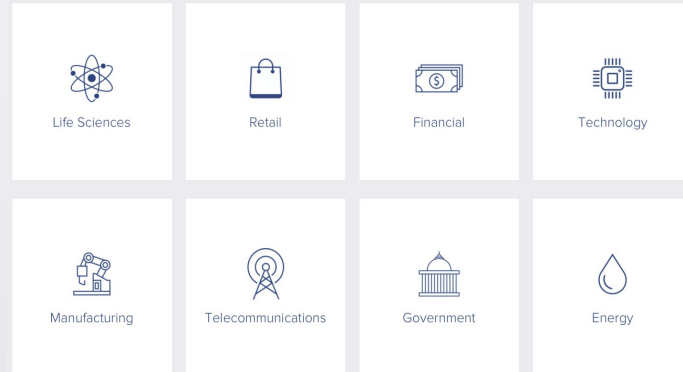 Life Sciences
Retail
Financial
Technology
Manufacturing
Telecommunications
Government
Energy